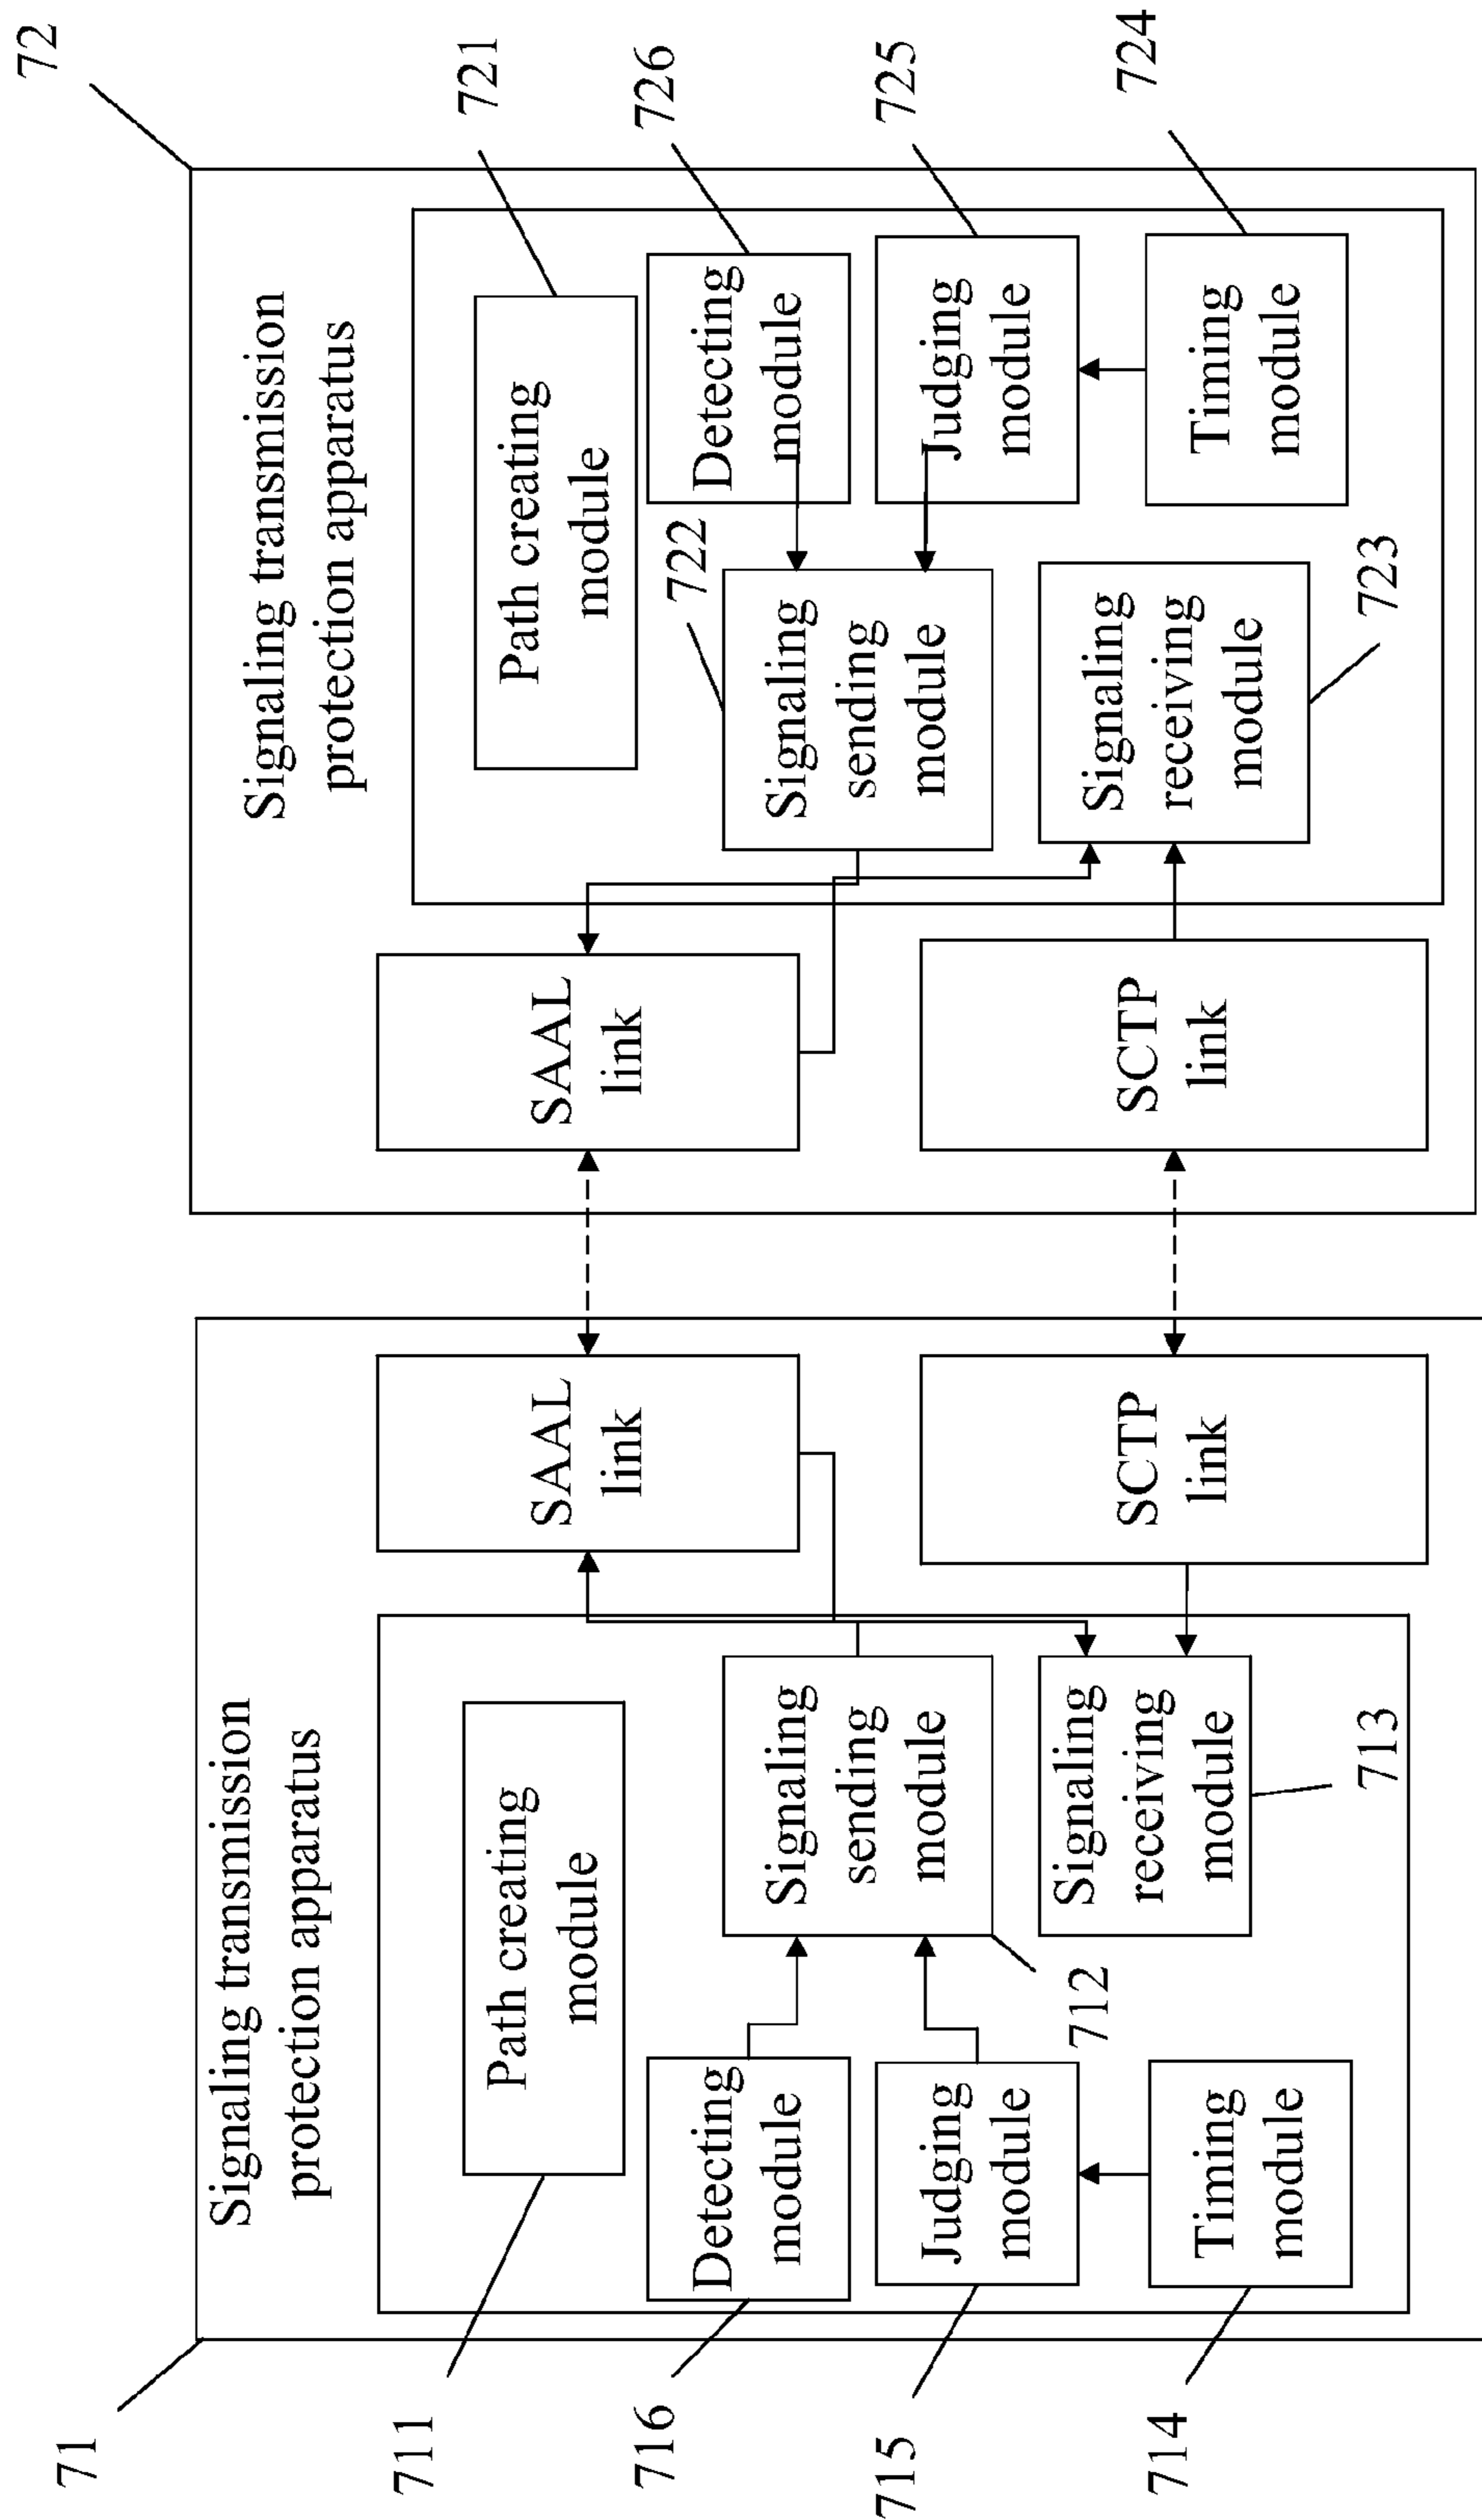 71
Signaling transmission
protection apparatus
711
Path creating
module
716
Detecting
module
715
Judging
module
714
Timing
module
Signaling
sending
module
712
Signaling
receiving
module
713
SAAL
link
SCTP
link
72
Signaling transmission
protection apparatus
SAAL
link
SCTP
link
Path creating
module
721
722
Signaling
sending
module
Signaling
receiving
module
723
Detecting
module
726
Judging
module
725
Timing
module
724